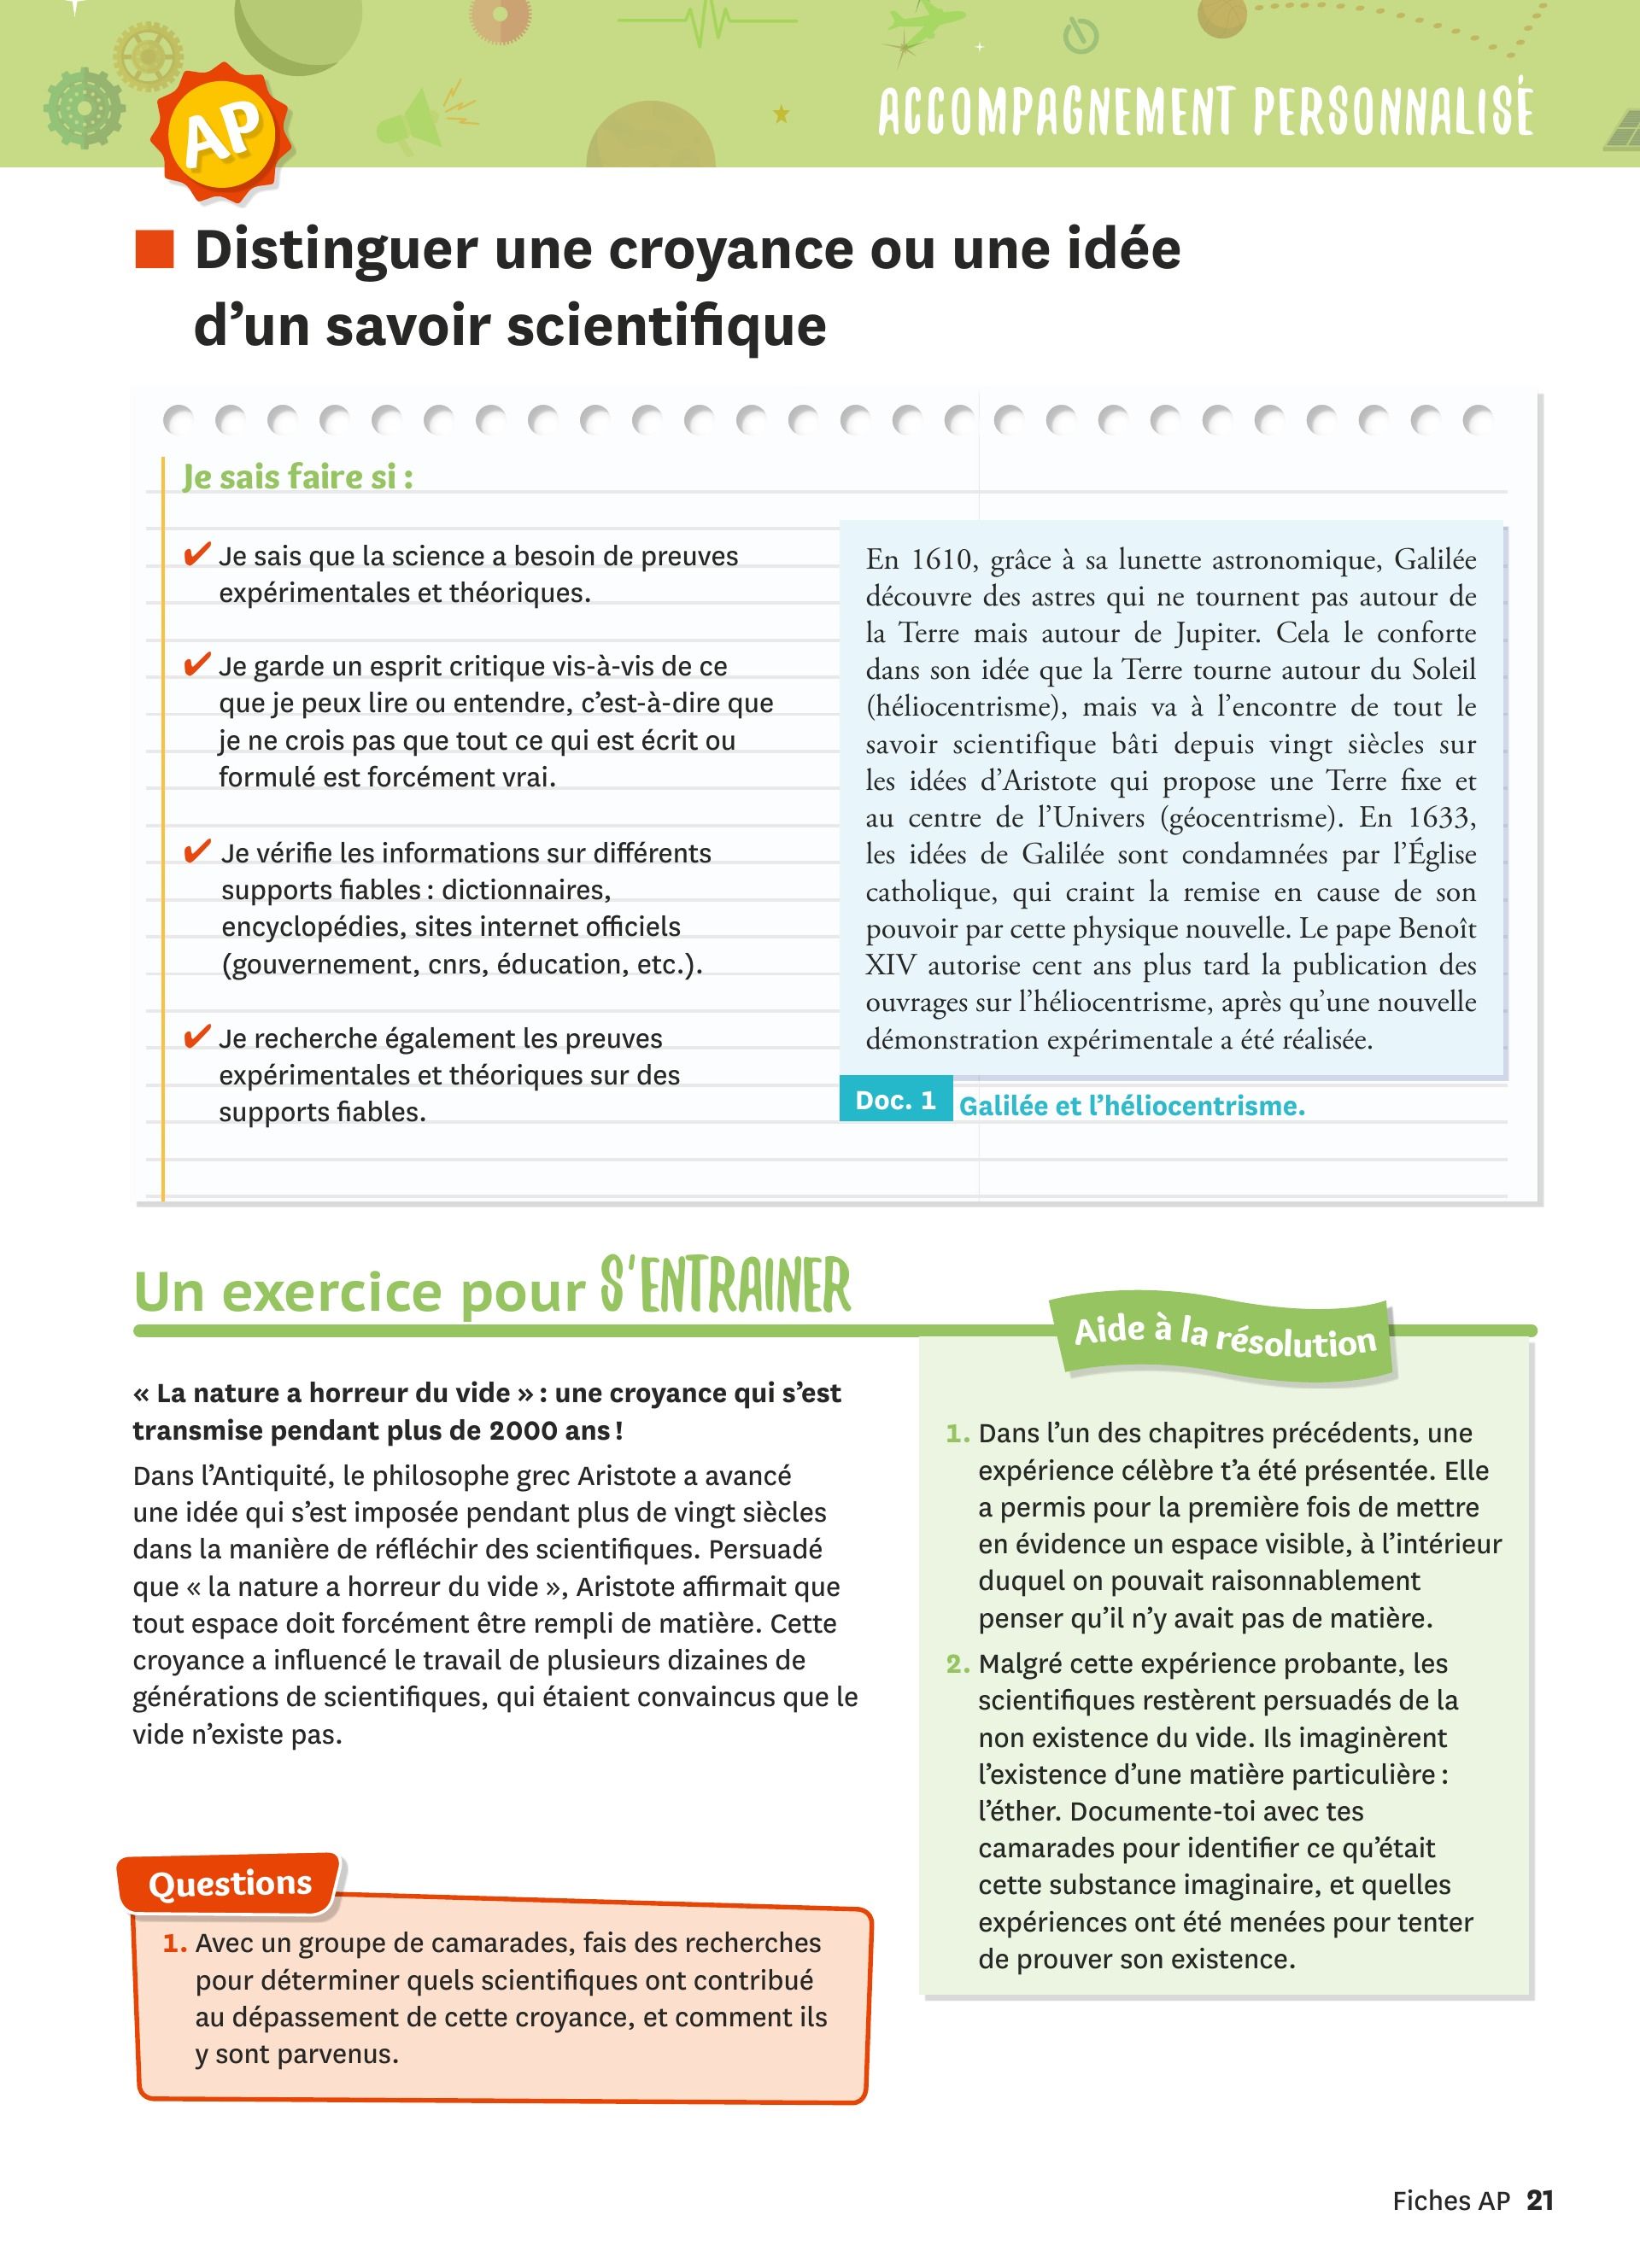 ACCOMPAGNEMENT PERSONNALISÉ
AP
Distinguer une croyance ou une idée
d'un savoir scientifique
Je sais faire si :
✔ Je sais que la science a besoin de preuves
expérimentales et théoriques.
✔ Je garde un esprit critique vis-à-vis de ce
que je peux lire ou entendre, c'est-à-dire que
je ne crois pas que tout ce qui est écrit ou
formulé est forcément vrai.
✔ Je vérifie les informations sur différents
supports fiables : dictionnaires,
encyclopédies, sites internet officiels
(gouvernement, cnrs, éducation, etc.).
✔ Je recherche également les preuves
expérimentales et théoriques sur des
supports fiables.
En 1610, grâce à sa lunette astronomique, Galilée
découvre des astres qui ne tournent pas autour de
la Terre mais autour de Jupiter. Cela le conforte
dans son idée que la Terre tourne autour du Soleil
(héliocentrisme), mais va à l'encontre de tout le
savoir scientifique bâti depuis vingt siècles sur
les idées d'Aristote qui propose une Terre fixe et
au centre de l'Univers (géocentrisme). En 1633,
les idées de Galilée sont condamnées par l'Église
catholique, qui craint la remise en cause de son
pouvoir par cette physique nouvelle. Le pape Benoît
XIV autorise cent ans plus tard la publication des
ouvrages sur l'héliocentrisme, après qu'une nouvelle
démonstration expérimentale a été réalisée.
Doc. 1 Galilée et l'héliocentrisme.
Un exercice pour S'ENTRAINER
« La nature a horreur du vide » : une croyance qui s'est
transmise pendant plus de 2000 ans !
Dans l'Antiquité, le philosophe grec Aristote a avancé
une idée qui s'est imposée pendant plus de vingt siècles
dans la manière de réfléchir des scientifiques. Persuadé
que « la nature a horreur du vide », Aristote affirmait que
tout espace doit forcément être rempli de matière. Cette
croyance a influencé le travail de plusieurs dizaines de
générations de scientifiques, qui étaient convaincus que le
vide n'existe pas.
Questions
1. Avec un groupe de camarades, fais des recherches
pour déterminer quels scientifiques ont contribué
au dépassement de cette croyance, et comment ils
y sont parvenus.
Aide à la résolution
1. Dans l'un des chapitres précédents, une
expérience célèbre t'a été présentée. Elle
a permis pour la première fois de mettre
en évidence un espace visible, à l'intérieur
duquel on pouvait raisonnablement
penser qu'il n'y avait pas de matière.
2. Malgré cette expérience probante, les
scientifiques restèrent persuadés de la
non existence du vide. Ils imaginèrent
l'existence d'une matière particulière :
l'éther. Documente-toi avec tes
camarades pour identifier ce qu'était
cette substance imaginaire, et quelles
expériences ont été menées pour tenter
de prouver son existence.
Fiches AP 21